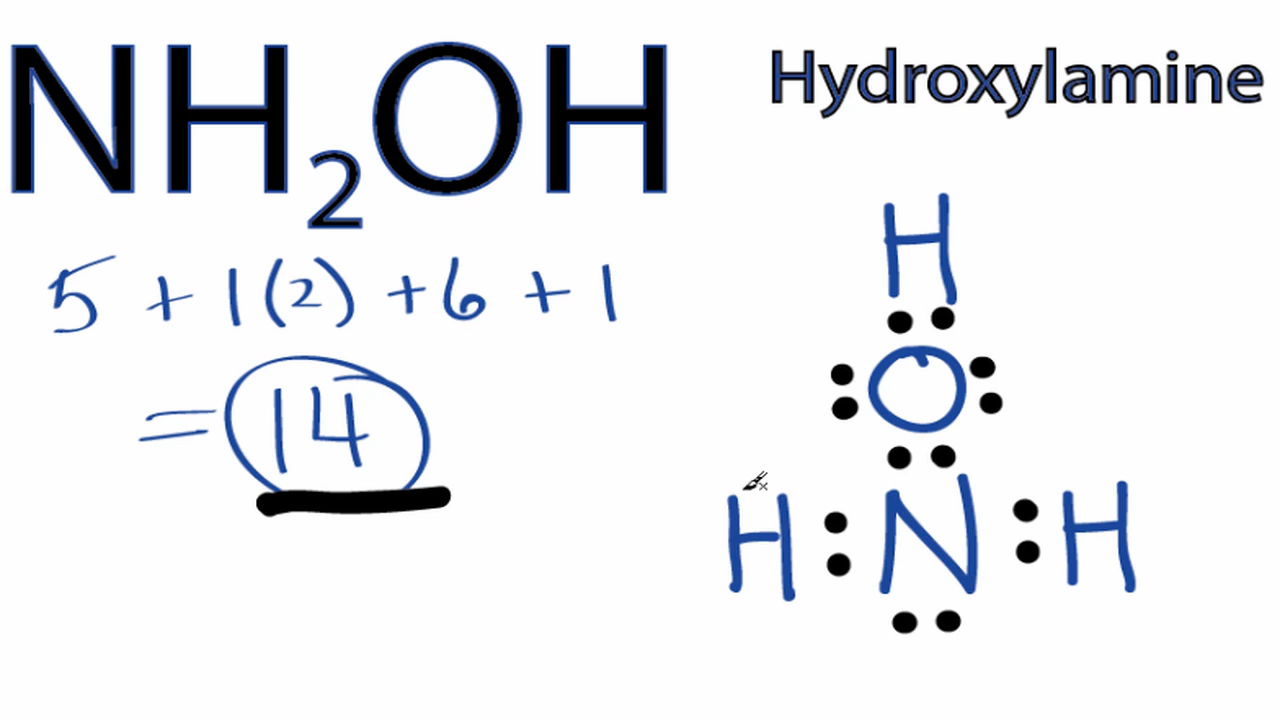 NH₂OH
Hydroxylamine
5 + 1(2) + 6 + 1
= 14
H
O
H N H